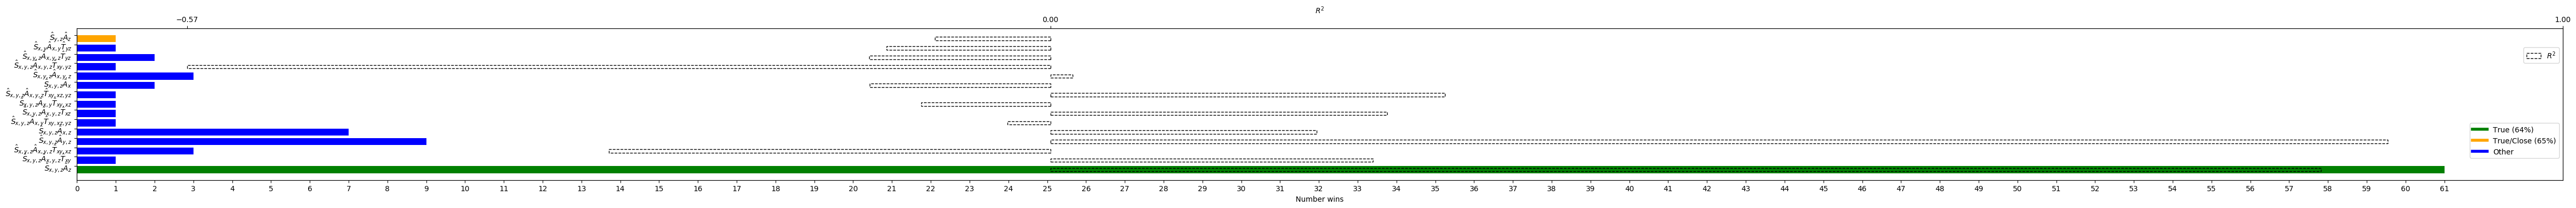 R²
−0.57 0.00 1.00
Ŝx,zÂz
Ŝx,yÂx,yT̂yz
Ŝx,y,zÂx,y,zT̂yz
Ŝx,y,zÂx,y,zT̂xy,yz
Ŝx,y,zÂx,y,z
Ŝx,y,zÂx
Ŝx,y,zÂx,y,zT̂xy,xz,yz
Ŝx,y,zÂx,yT̂xy,xz
Ŝx,y,zÂx,y,zT̂xz
Ŝx,y,zÂx,yT̂xy,xz,yz
Ŝx,y,zÂx,z
Ŝx,y,zÂy,z
Ŝx,y,zÂx,y,zT̂xy,xz
Ŝx,y,zÂx,y,zT̂xy
Ŝx,y,zÂz
R²
True (64%)
True/Close (65%)
Other
0 1 2 3 4 5 6 7 8 9 10 11 12 13 14 15 16 17 18 19 20 21 22 23 24 25 26 27 28 29 30 31 32 33 34 35 36 37 38 39 40 41 42 43 44 45 46 47 48 49 50 51 52 53 54 55 56 57 58 59 60 61
Number wins